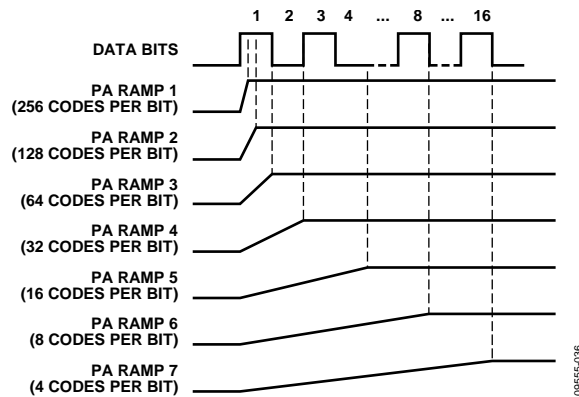 1 2 3 4 ... 8 ... 16
DATA BITS
PA RAMP 1
(256 CODES PER BIT)
PA RAMP 2
(128 CODES PER BIT)
PA RAMP 3
(64 CODES PER BIT)
PA RAMP 4
(32 CODES PER BIT)
PA RAMP 5
(16 CODES PER BIT)
PA RAMP 6
(8 CODES PER BIT)
PA RAMP 7
(4 CODES PER BIT)
09555-036